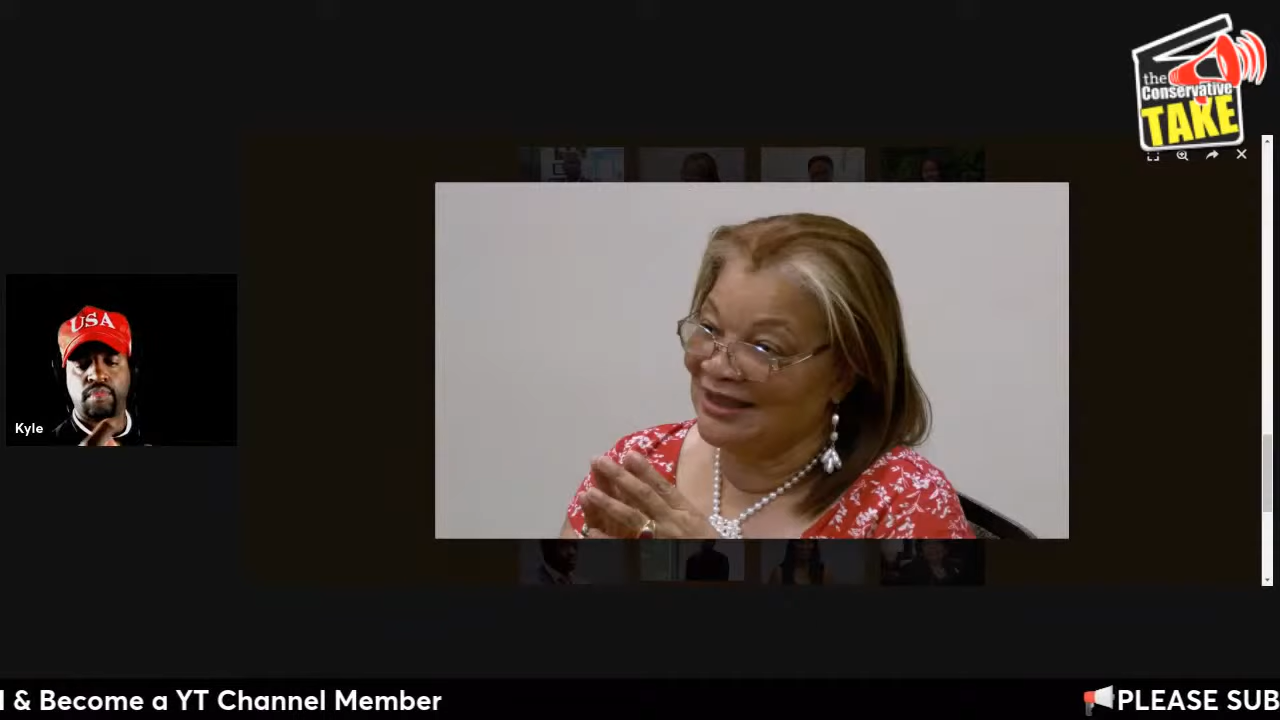 the
Conservative
TAKE
USA
Kyle
I & Become a YT Channel Member
PLEASE SUB